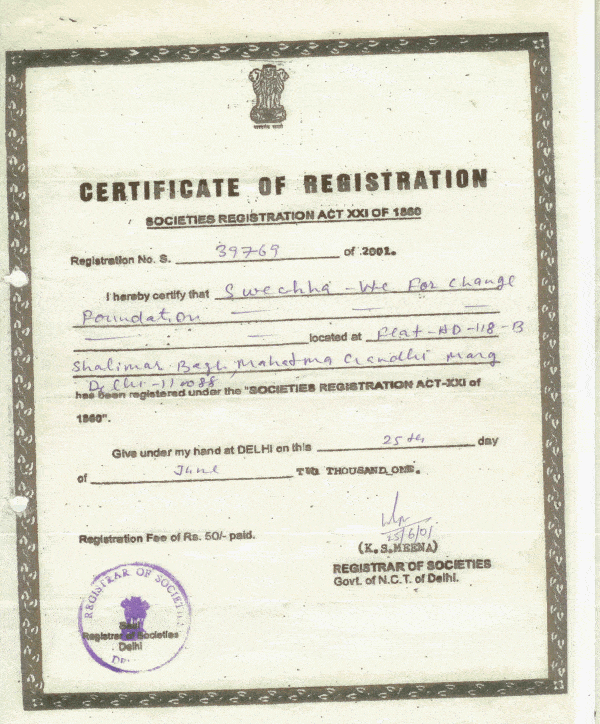 सत्यमेव जयते
CERTIFICATE OF REGISTRATION
SOCIETIES REGISTRATION ACT XXI OF 1860
Registration No. S. 39769 of 2001.
I hereby certify that Swechha - We For Change
Foundation
located at Flat-AD-118-B
Shalimar Bagh Mahatma Gandhi Marg
Delhi-110088
has been registered under the "SOCIETIES REGISTRATION ACT-XXI of
1860".
Give under my hand at DELHI on this 25th day
of June TWO THOUSAND ONE.
Registration Fee of Rs. 50/- paid.
25/6/01
(K.S.MEENA)
REGISTRAR OF SOCIETIES
Govt. of N.C.T. of Delhi.
REGISTRAR OF SOCIETIES
Seal
Registrar of Societies
Delhi